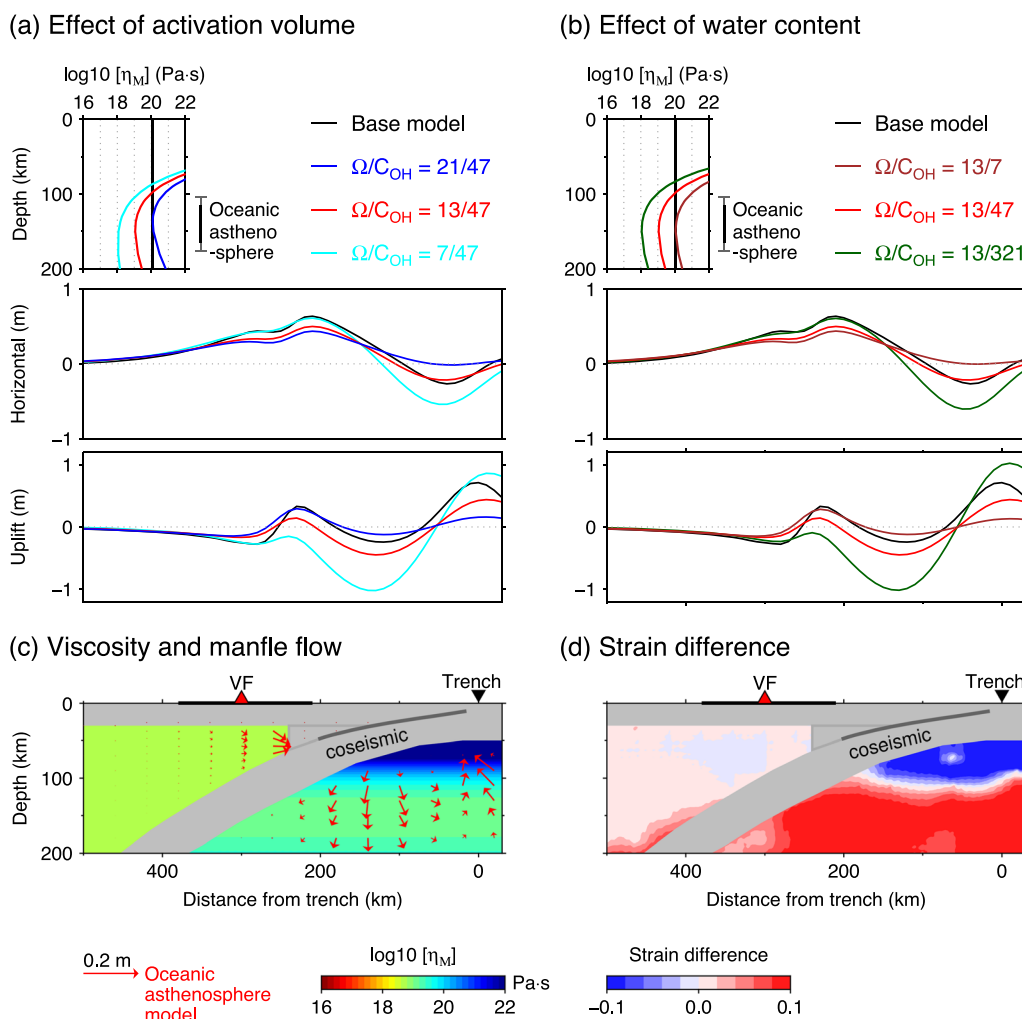 (a) Effect of activation volume
(b) Effect of water content
log10 [ηM] (Pa·s)
16 18 20 22
0
100
200
Depth (km)
Base model
Ω/COH = 21/47
Ω/COH = 13/47
Ω/COH = 7/47
Oceanic
astheno
-sphere
log10 [ηM] (Pa·s)
16 18 20 22
0
100
200
Base model
Ω/COH = 13/7
Ω/COH = 13/47
Ω/COH = 13/321
Oceanic
astheno
-sphere
Horizontal (m)
1
0
−1
1
0
−1
Uplift (m)
1
0
−1
1
0
−1
400 200 0
(c) Viscosity and manfle flow
(d) Strain difference
VF Trench
0
100
200
Depth (km)
coseismic
400 200 0
Distance from trench (km)
VF Trench
0
100
200
coseismic
400 200 0
Distance from trench (km)
0.2 m
Oceanic
asthenosphere
model
log10 [ηM]
Pa·s
16 18 20 22
Strain difference
−0.1 0.0 0.1